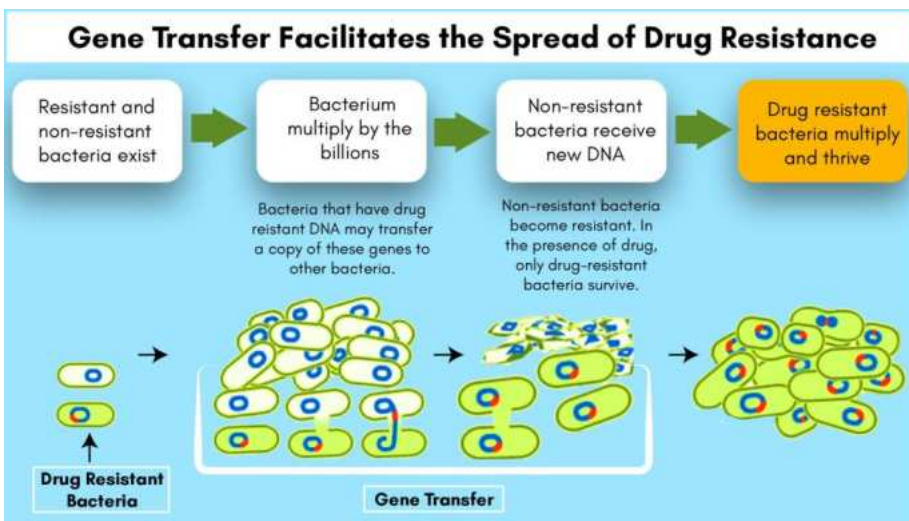 Gene Transfer Facilitates the Spread of Drug Resistance
Resistant and
non-resistant
bacteria exist
Bacterium
multiply by the
billions
Non-resistant
bacteria receive
new DNA
Drug resistant
bacteria multiply
and thrive
Bacteria that have drug
reistant DNA may transfer
a copy of these genes to
other bacteria.
Non-resistant bacteria
become resistant. In
the presence of drug,
only drug-resistant
bacteria survive.
Drug Resistant
Bacteria
Gene Transfer